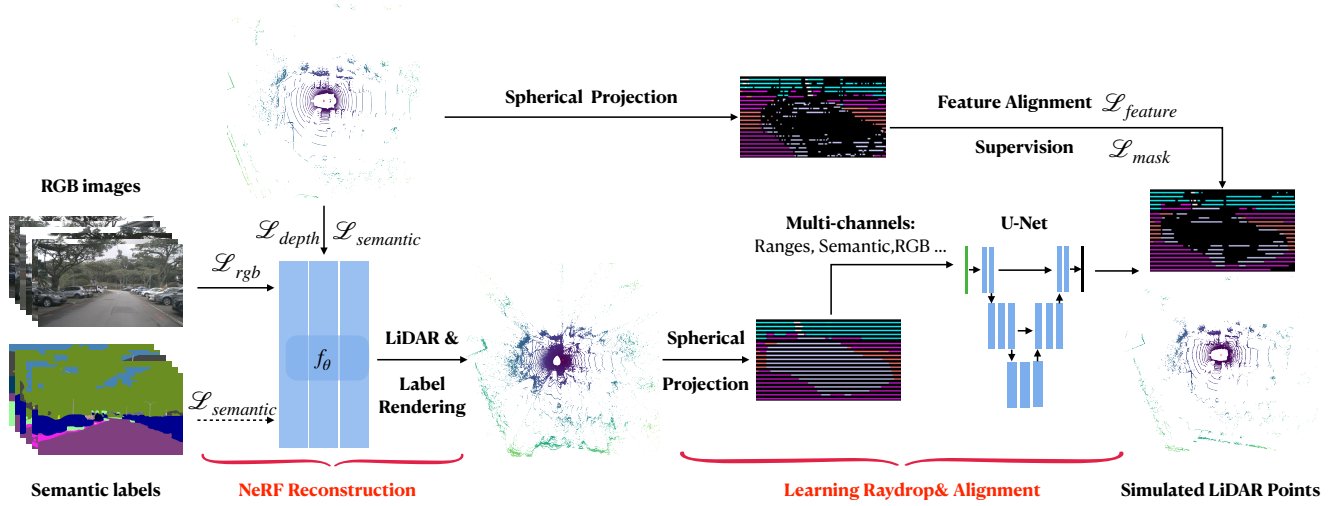 Spherical Projection
Feature Alignment ℒ_feature
Supervision ℒ_mask
RGB images
ℒ_depth ℒ_semantic
ℒ_rgb
Multi-channels:
Ranges, Semantic,RGB ...
U-Net
f_θ
LiDAR &
Label
Rendering
Spherical
Projection
ℒ_semantic
Semantic labels
NeRF Reconstruction
Learning Raydrop& Alignment
Simulated LiDAR Points